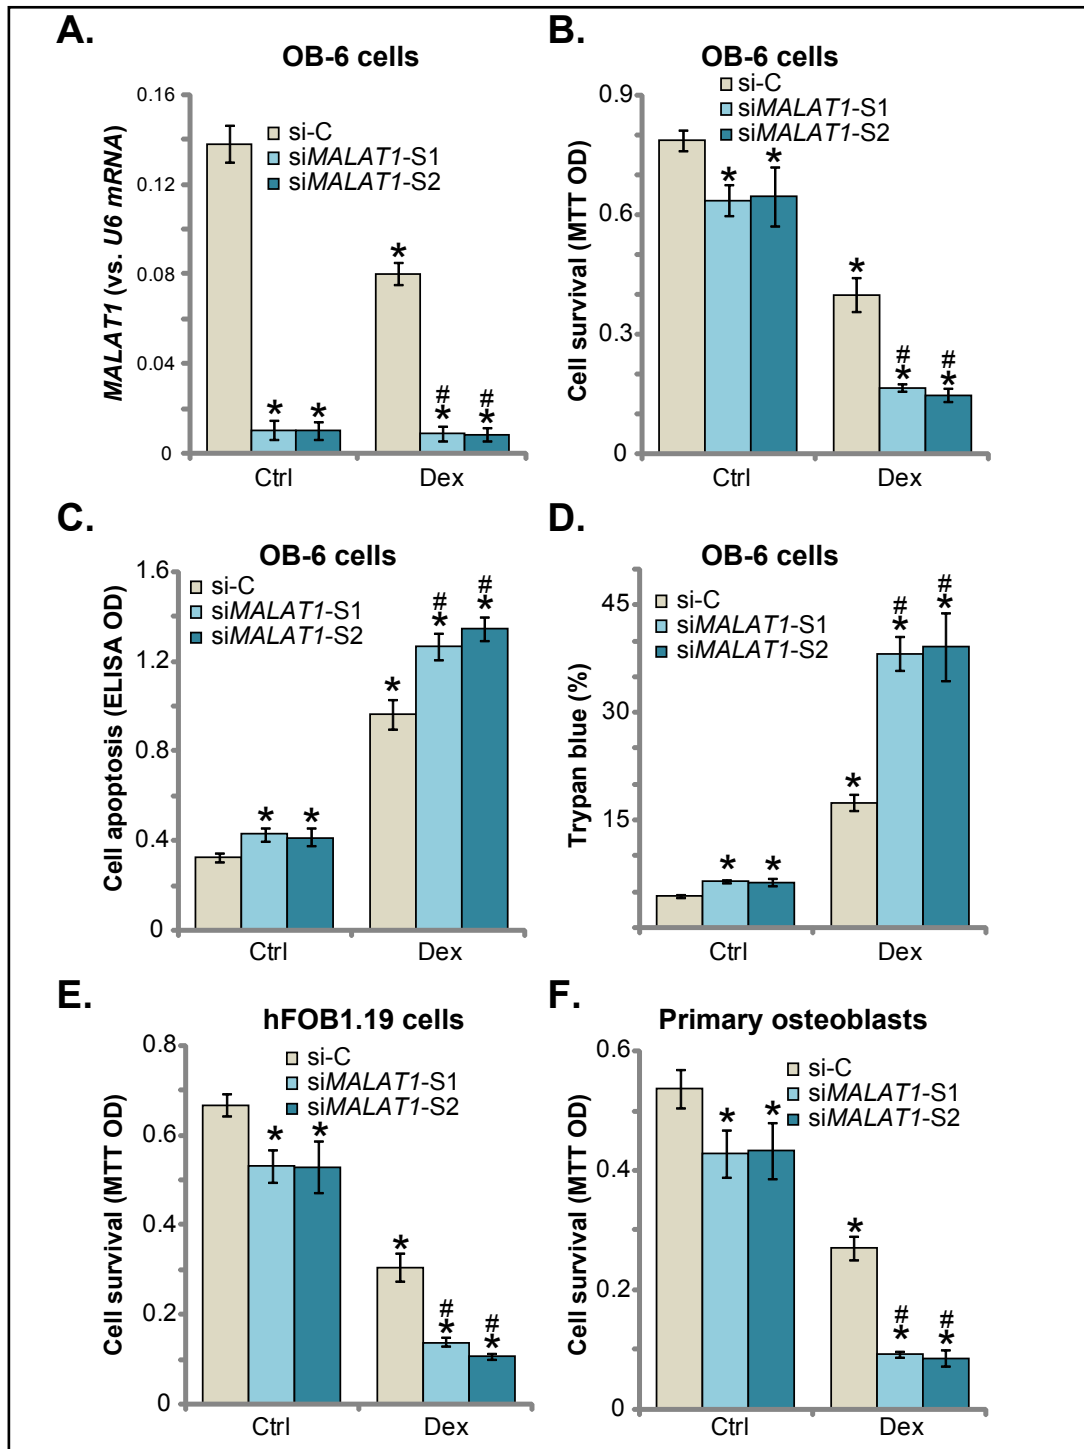 A.
OB-6 cells
MALAT1 (vs. U6 mRNA)
0.16
0.12
0.08
0.04
0
si-C
siMALAT1-S1
siMALAT1-S2
* * * # * # *
Ctrl Dex
B.
OB-6 cells
Cell survival (MTT OD)
0.9
0.6
0.3
0
si-C
siMALAT1-S1
siMALAT1-S2
* * * # * # *
Ctrl Dex
C.
OB-6 cells
Cell apoptosis (ELISA OD)
1.6
1.2
0.8
0.4
0
si-C
siMALAT1-S1
siMALAT1-S2
* * * # * # *
Ctrl Dex
D.
OB-6 cells
Trypan blue (%)
45
30
15
si-C
siMALAT1-S1
siMALAT1-S2
* * * # * # *
Ctrl Dex
E.
hFOB1.19 cells
Cell survival (MTT OD)
0.8
0.6
0.4
0.2
0
si-C
siMALAT1-S1
siMALAT1-S2
* * * # * # *
Ctrl Dex
F.
Primary osteoblasts
Cell survival (MTT OD)
0.6
0.4
0.2
0
si-C
siMALAT1-S1
siMALAT1-S2
* * * # * # *
Ctrl Dex